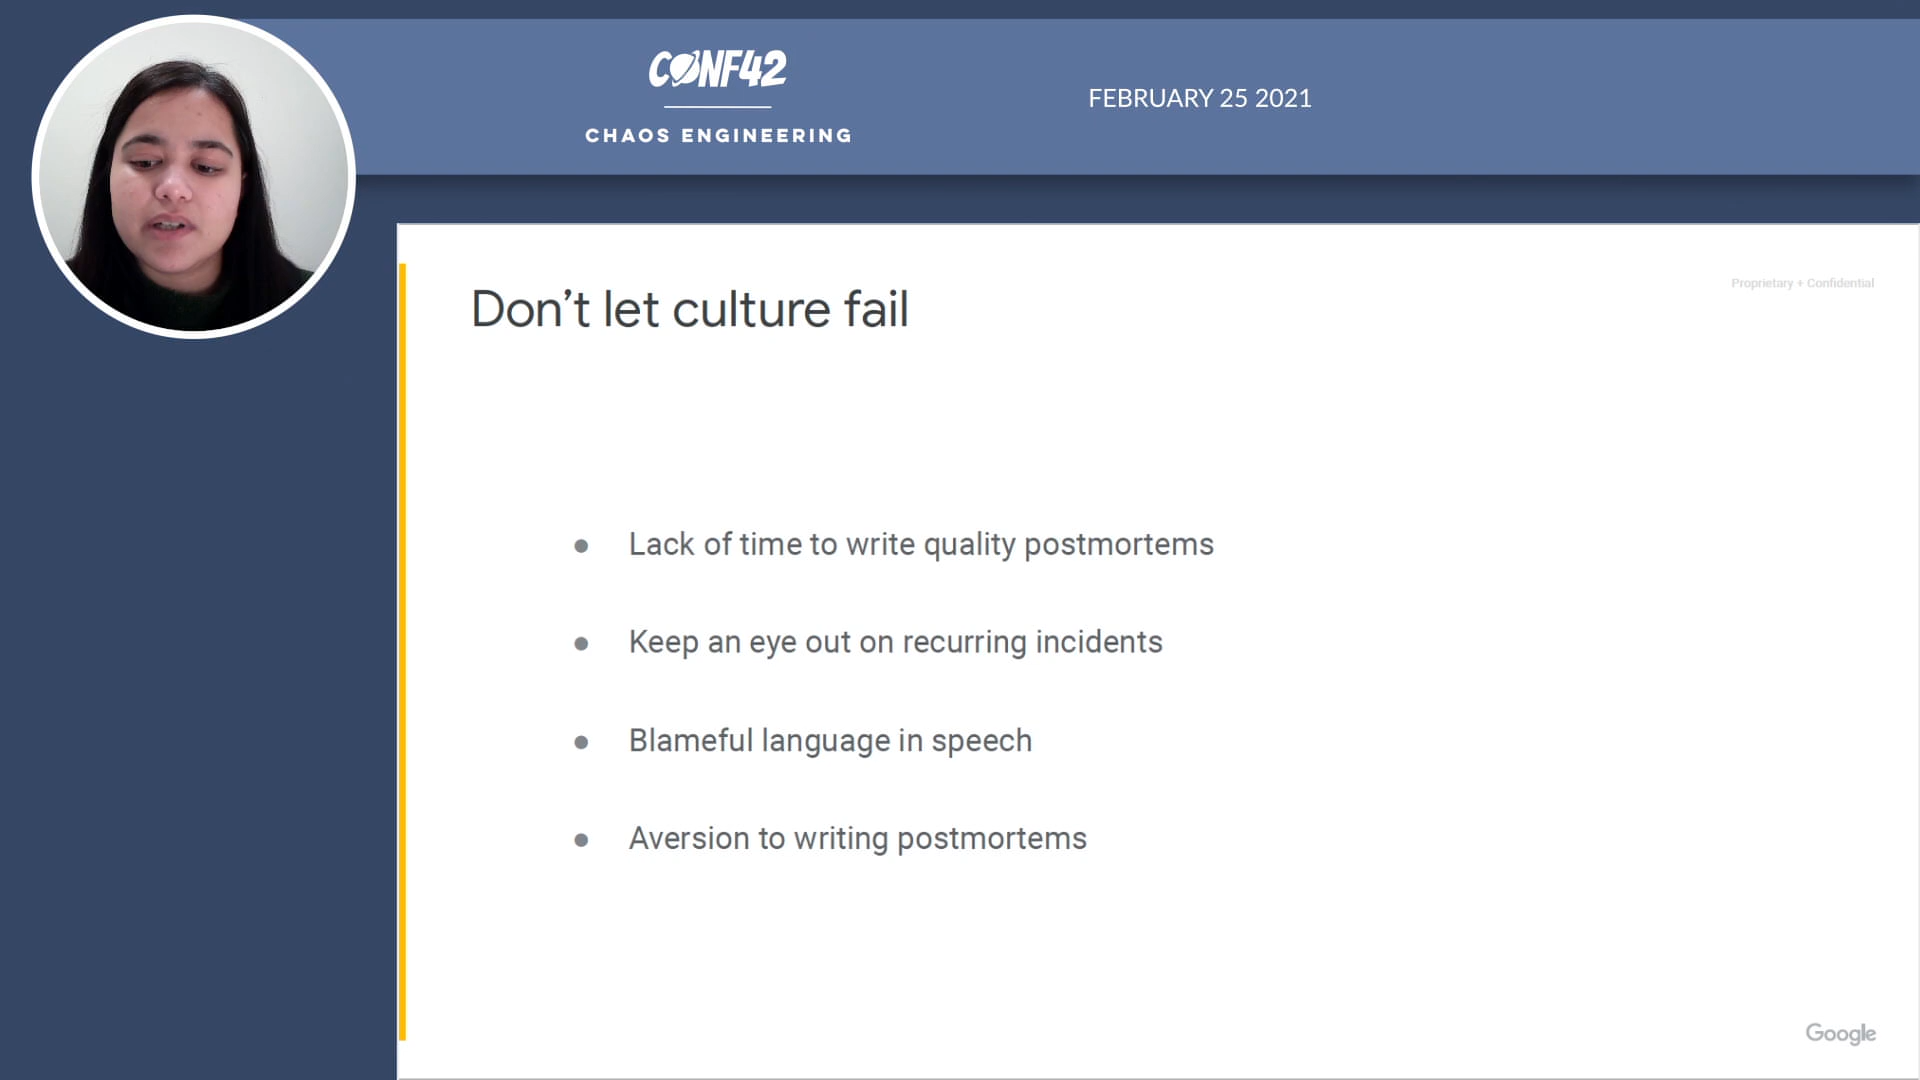 CONF42
CHAOS ENGINEERING
FEBRUARY 25 2021
Don’t let culture fail
Proprietary + Confidential
● Lack of time to write quality postmortems
● Keep an eye out on recurring incidents
● Blameful language in speech
● Aversion to writing postmortems
Google